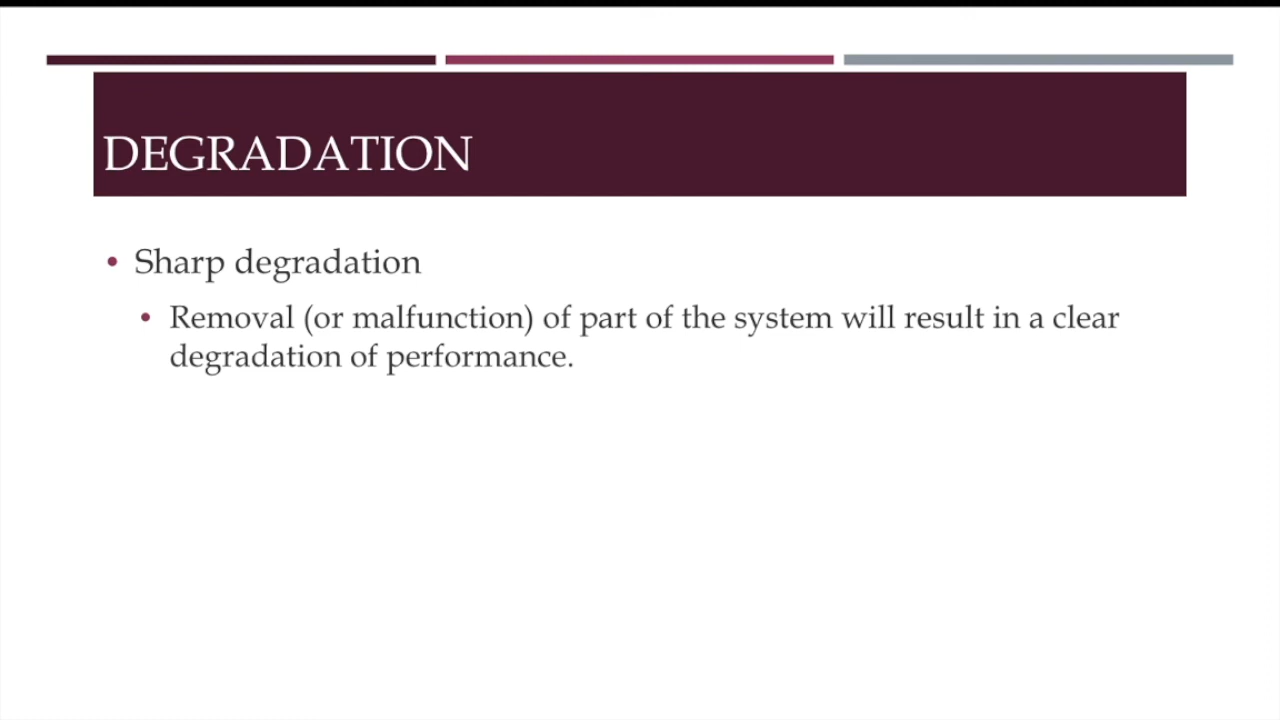 DEGRADATION
• Sharp degradation
• Removal (or malfunction) of part of the system will result in a clear
degradation of performance.